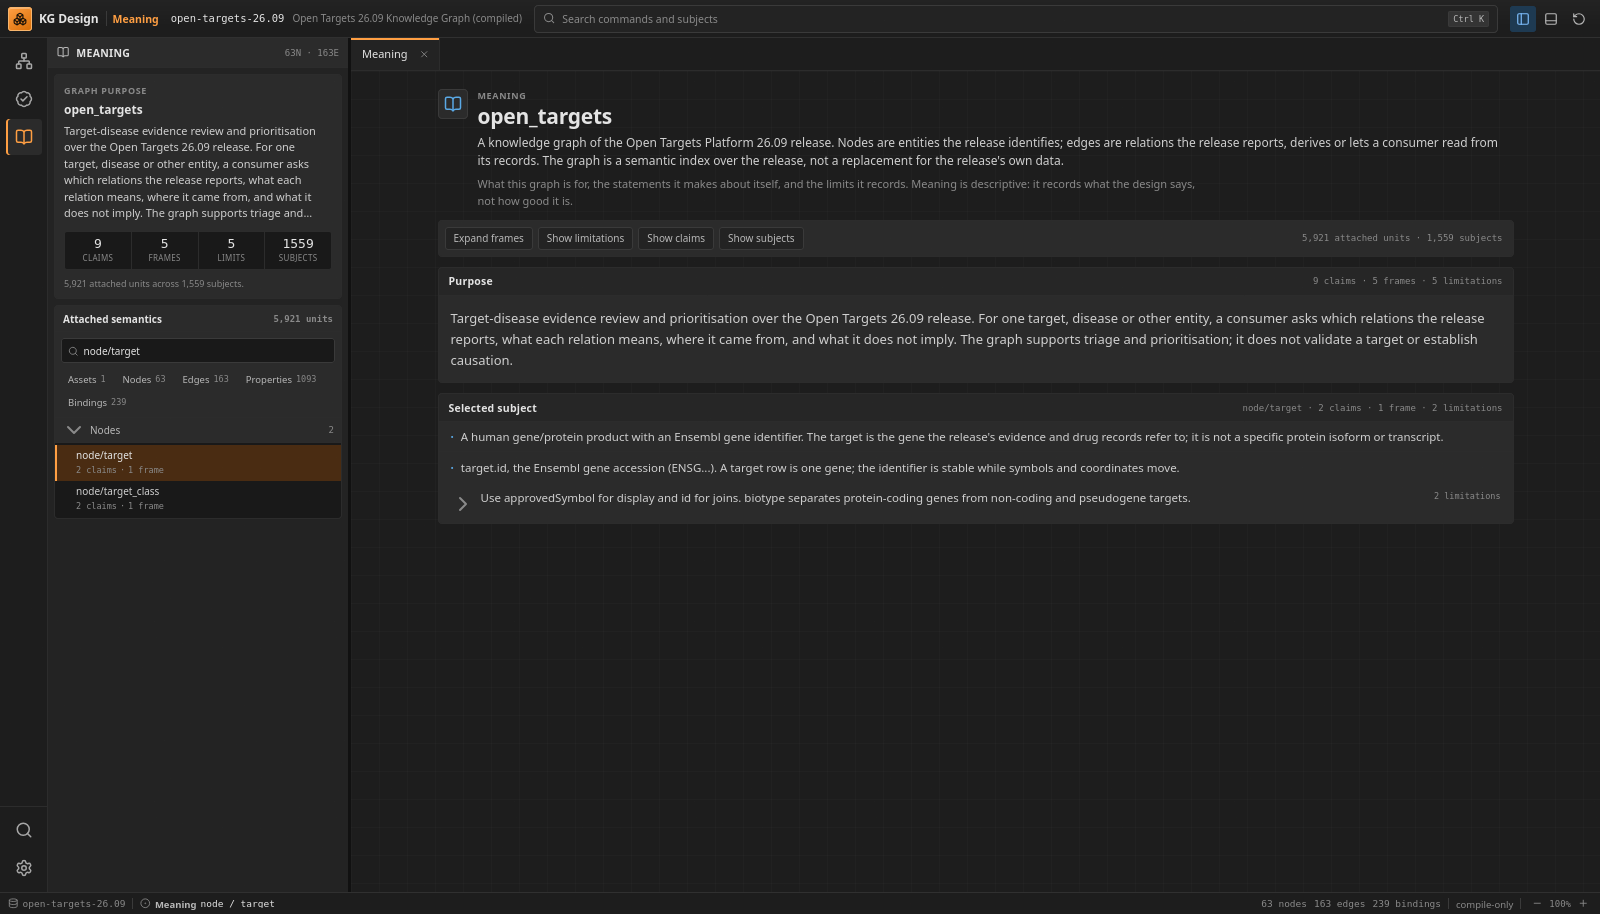 KG Design | Meaning open-targets-26.09 Open Targets 26.09 Knowledge Graph (compiled)
Search commands and subjects Ctrl K
MEANING 63N · 163E
GRAPH PURPOSE
open_targets
Target-disease evidence review and prioritisation
over the Open Targets 26.09 release. For one
target, disease or other entity, a consumer asks
which relations the release reports, what each
relation means, where it came from, and what it
does not imply. The graph supports triage and...
9 5 5 1559
CLAIMS FRAMES LIMITS SUBJECTS
5,921 attached units across 1,559 subjects.
Attached semantics 5,921 units
node/target
Assets 1 Nodes 63 Edges 163 Properties 1093
Bindings 239
Nodes 2
node/target
2 claims · 1 frame
node/target_class
2 claims · 1 frame
Meaning
MEANING
open_targets
A knowledge graph of the Open Targets Platform 26.09 release. Nodes are entities the release identifies; edges are relations the release reports, derives or lets a consumer read from
its records. The graph is a semantic index over the release, not a replacement for the release's own data.
What this graph is for, the statements it makes about itself, and the limits it records. Meaning is descriptive: it records what the design says,
not how good it is.
Expand frames Show limitations Show claims Show subjects 5,921 attached units · 1,559 subjects
Purpose 9 claims · 5 frames · 5 limitations
Target-disease evidence review and prioritisation over the Open Targets 26.09 release. For one target, disease or other entity, a consumer asks which relations the release
reports, what each relation means, where it came from, and what it does not imply. The graph supports triage and prioritisation; it does not validate a target or establish
causation.
Selected subject node/target · 2 claims · 1 frame · 2 limitations
· A human gene/protein product with an Ensembl gene identifier. The target is the gene the release's evidence and drug records refer to; it is not a specific protein isoform or transcript.
· target.id, the Ensembl gene accession (ENSG...). A target row is one gene; the identifier is stable while symbols and coordinates move.
Use approvedSymbol for display and id for joins. biotype separates protein-coding genes from non-coding and pseudogene targets. 2 limitations
open-targets-26.09 Meaning node / target 63 nodes 163 edges 239 bindings compile-only − 100% +